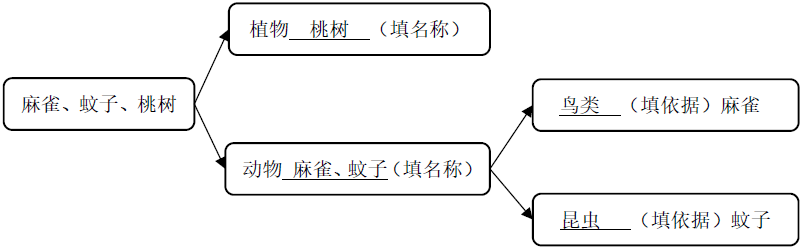 植物 桃树 （填名称）
麻雀、蚊子、桃树
鸟类 （填依据）麻雀
动物 麻雀、蚊子（填名称）
昆虫 （填依据）蚊子